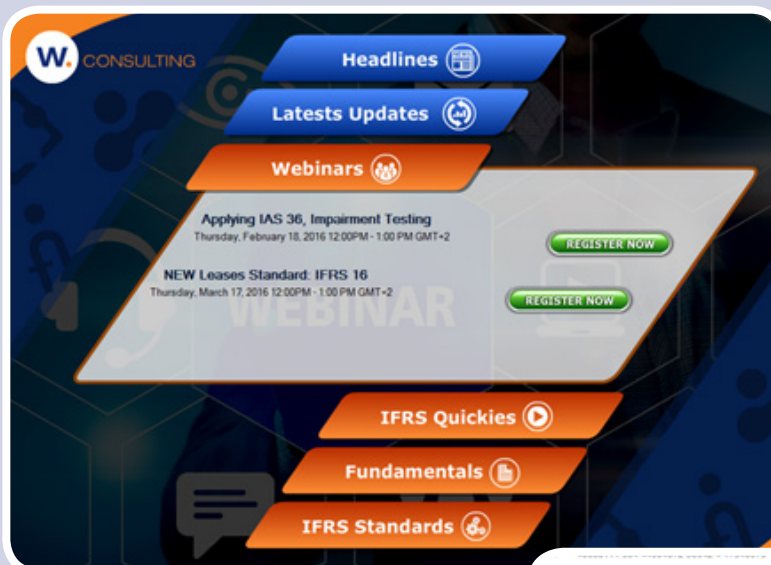 W. CONSULTING
Headlines
Latests Updates
Webinars
Applying IAS 36, Impairment Testing
Thursday, February 18, 2016 12:00PM - 1:00 PM GMT+2
REGISTER NOW
NEW Leases Standard: IFRS 16
Thursday, March 17, 2016 12:00PM - 1:00 PM GMT+2
REGISTER NOW
WEBINAR
IFRS Quickies
Fundamentals
IFRS Standards